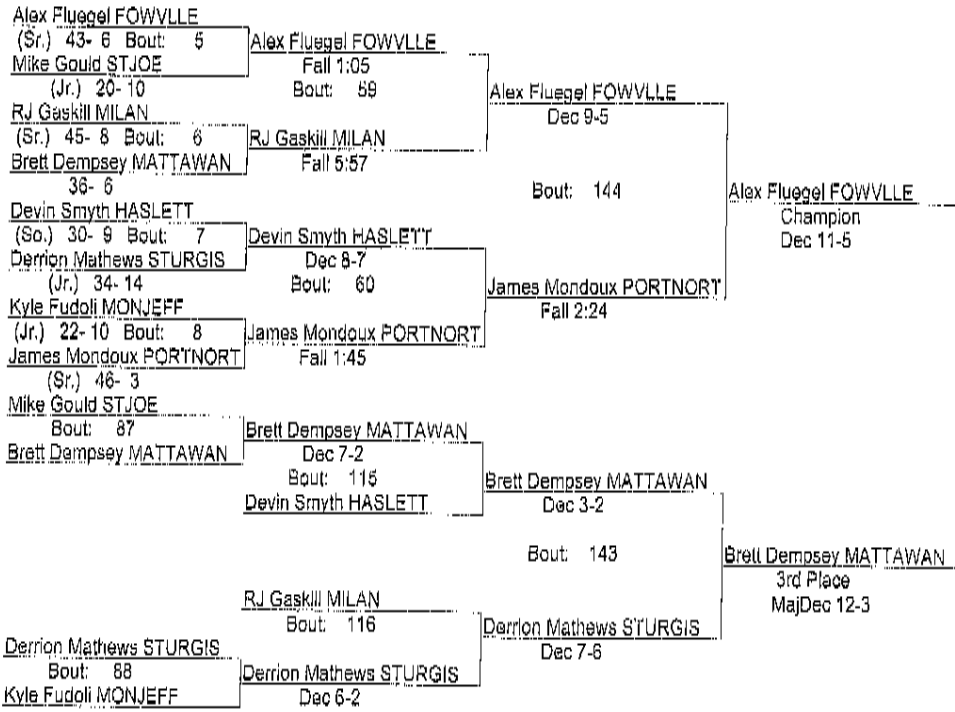 Alex Fluegel FOWVLLE
(Sr.) 43- 6 Bout: 5
Mike Gould STJOE
(Jr.) 20- 10
RJ Gaskill MILAN
(Sr.) 45- 8 Bout: 6
Brett Dempsey MATTAWAN
36- 6
Devin Smyth HASLETT
(So.) 30- 9 Bout: 7
Derrion Mathews STURGIS
(Jr.) 34- 14
Kyle Fudoli MONJEFF
(Jr.) 22- 10 Bout: 8
James Mondoux PORTNORT
(Sr.) 46- 3
Alex Fluegel FOWVLLE
Fall 1:05
Bout: 59
RJ Gaskill MILAN
Fall 5:57
Devin Smyth HASLETT
Dec 8-7
Bout: 60
James Mondoux PORTNORT
Fall 1:45
Alex Fluegel FOWVLLE
Dec 9-5
Bout: 144
James Mondoux PORTNORT
Fall 2:24
Alex Fluegel FOWVLLE
Champion
Dec 11-5
Mike Gould STJOE
Bout: 87
Brett Dempsey MATTAWAN
Derrion Mathews STURGIS
Bout: 88
Kyle Fudoli MONJEFF
Brett Dempsey MATTAWAN
Dec 7-2
Bout: 115
Devin Smyth HASLETT
RJ Gaskill MILAN
Bout: 116
Derrion Mathews STURGIS
Dec 6-2
Brett Dempsey MATTAWAN
Dec 3-2
Bout: 143
Derrion Mathews STURGIS
Dec 7-6
Brett Dempsey MATTAWAN
3rd Place
MajDec 12-3